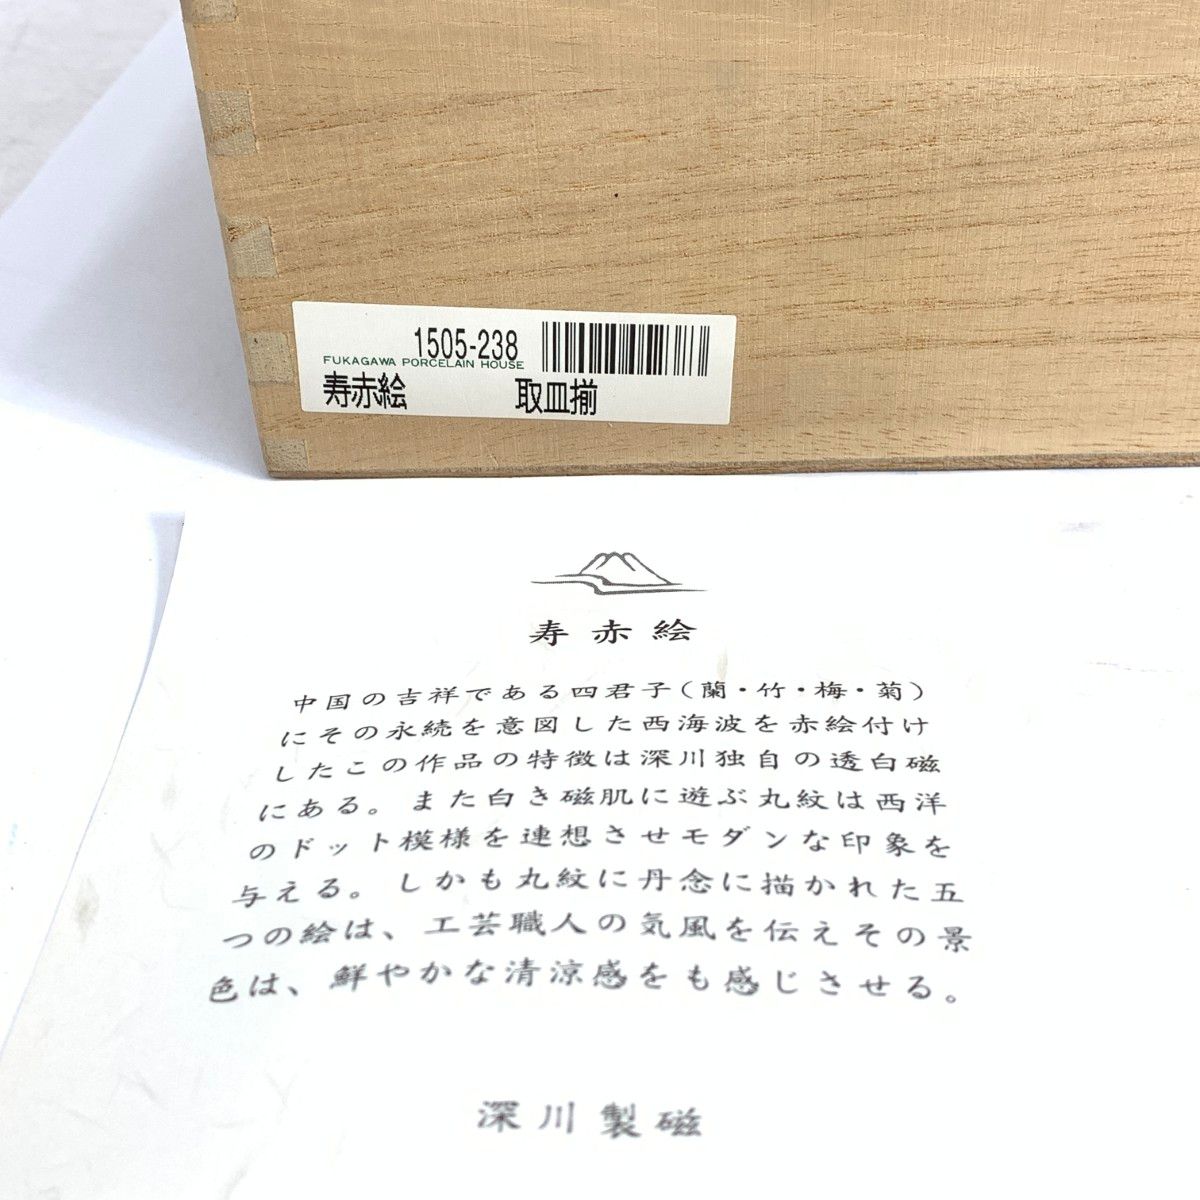 1505-238
FUKAGAWA PORCELAIN HOUSE
寿赤絵 取皿揃
寿赤絵
中国の吉祥である四君子(蘭・竹・梅・菊)
にその永続を意図した西海波を赤絵付け
したこの作品の特徴は深川独自の透白磁
にある。また白き磁肌に遊ぶ丸紋は西洋
のドット模様を連想させモダンな印象を
与える。しかも丸紋に丹念に描かれた五
つの絵は、工芸職人の気風を伝えその景
色は、鮮やかな清涼感をも感じさせる。
深川製磁